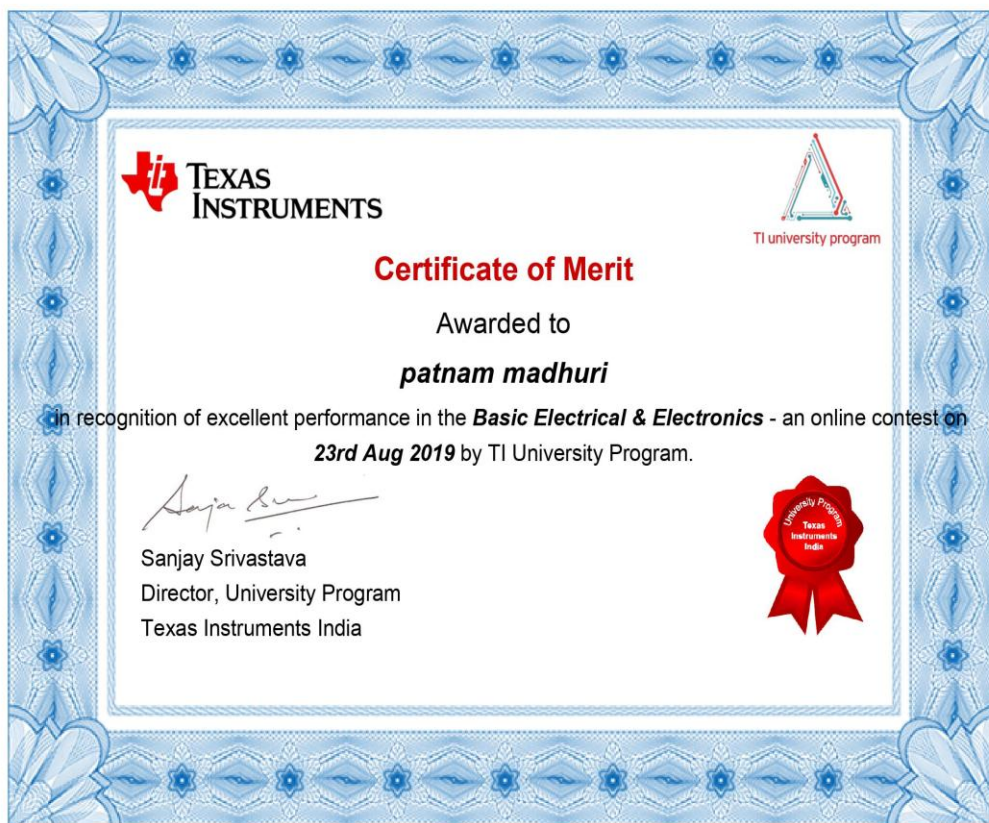 TEXAS
INSTRUMENTS
TI university program
Certificate of Merit
Awarded to
patnam madhuri
in recognition of excellent performance in the Basic Electrical & Electronics - an online contest on
23rd Aug 2019 by TI University Program.
Sanjay Srivastava
Director, University Program
Texas Instruments India
University Program
Texas
Instruments
India